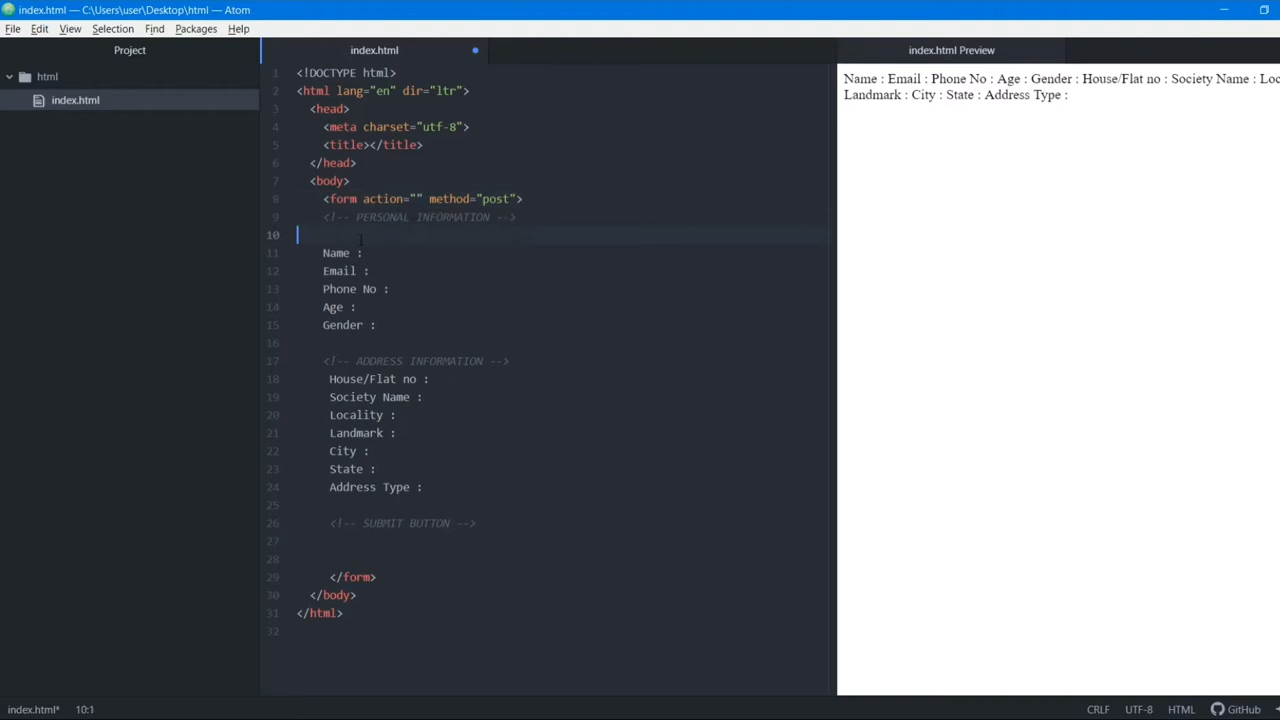 index.html — C:\Users\user\Desktop\html — Atom
File Edit View Selection Find Packages Help
Project
html
index.html
index.html
1 <!DOCTYPE html>
2 <html lang="en" dir="ltr">
3 <head>
4 <meta charset="utf-8">
5 <title></title>
6 </head>
7 <body>
8 <form action="" method="post">
9 <!-- PERSONAL INFORMATION -->
10
11 Name :
12 Email :
13 Phone No :
14 Age :
15 Gender :
16
17 <!-- ADDRESS INFORMATION -->
18 House/Flat no :
19 Society Name :
20 Locality :
21 Landmark :
22 City :
23 State :
24 Address Type :
25
26 <!-- SUBMIT BUTTON -->
27
28
29 </form>
30 </body>
31 </html>
32
index.html Preview
Name : Email : Phone No : Age : Gender : House/Flat no : Society Name : Loc
Landmark : City : State : Address Type :
index.html* 10:1
CRLF UTF-8 HTML GitHub